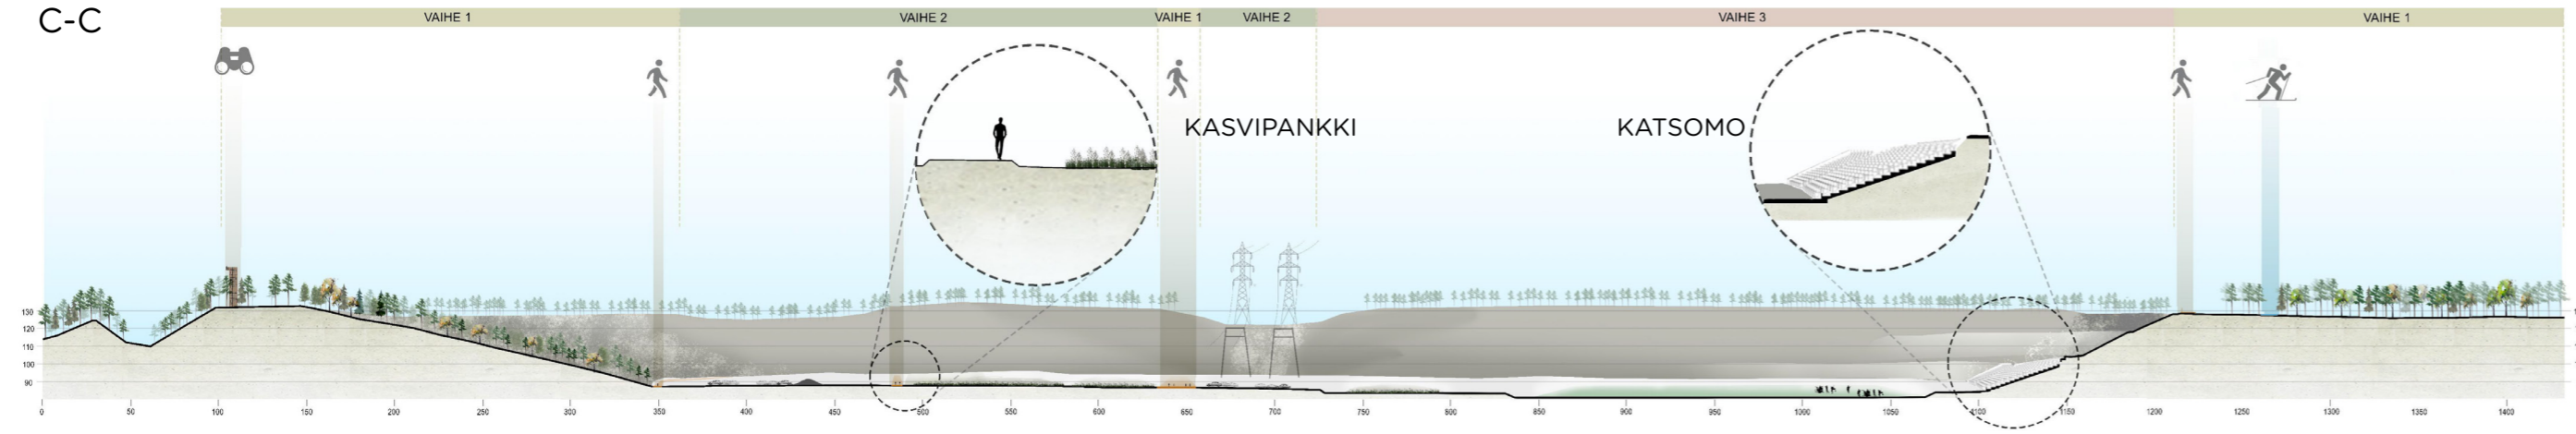 C-C
VAIHE 1
VAIHE 2
VAIHE 1
VAIHE 2
VAIHE 3
VAIHE 1
KASVIPANKKI
KATSOMO
130
120
110
100
90
0 50 100 150 200 250 300 350 400 450 500 550 600 650 700 750 800 850 900 950 1000 1050 1100 1150 1200 1250 1300 1350 1400